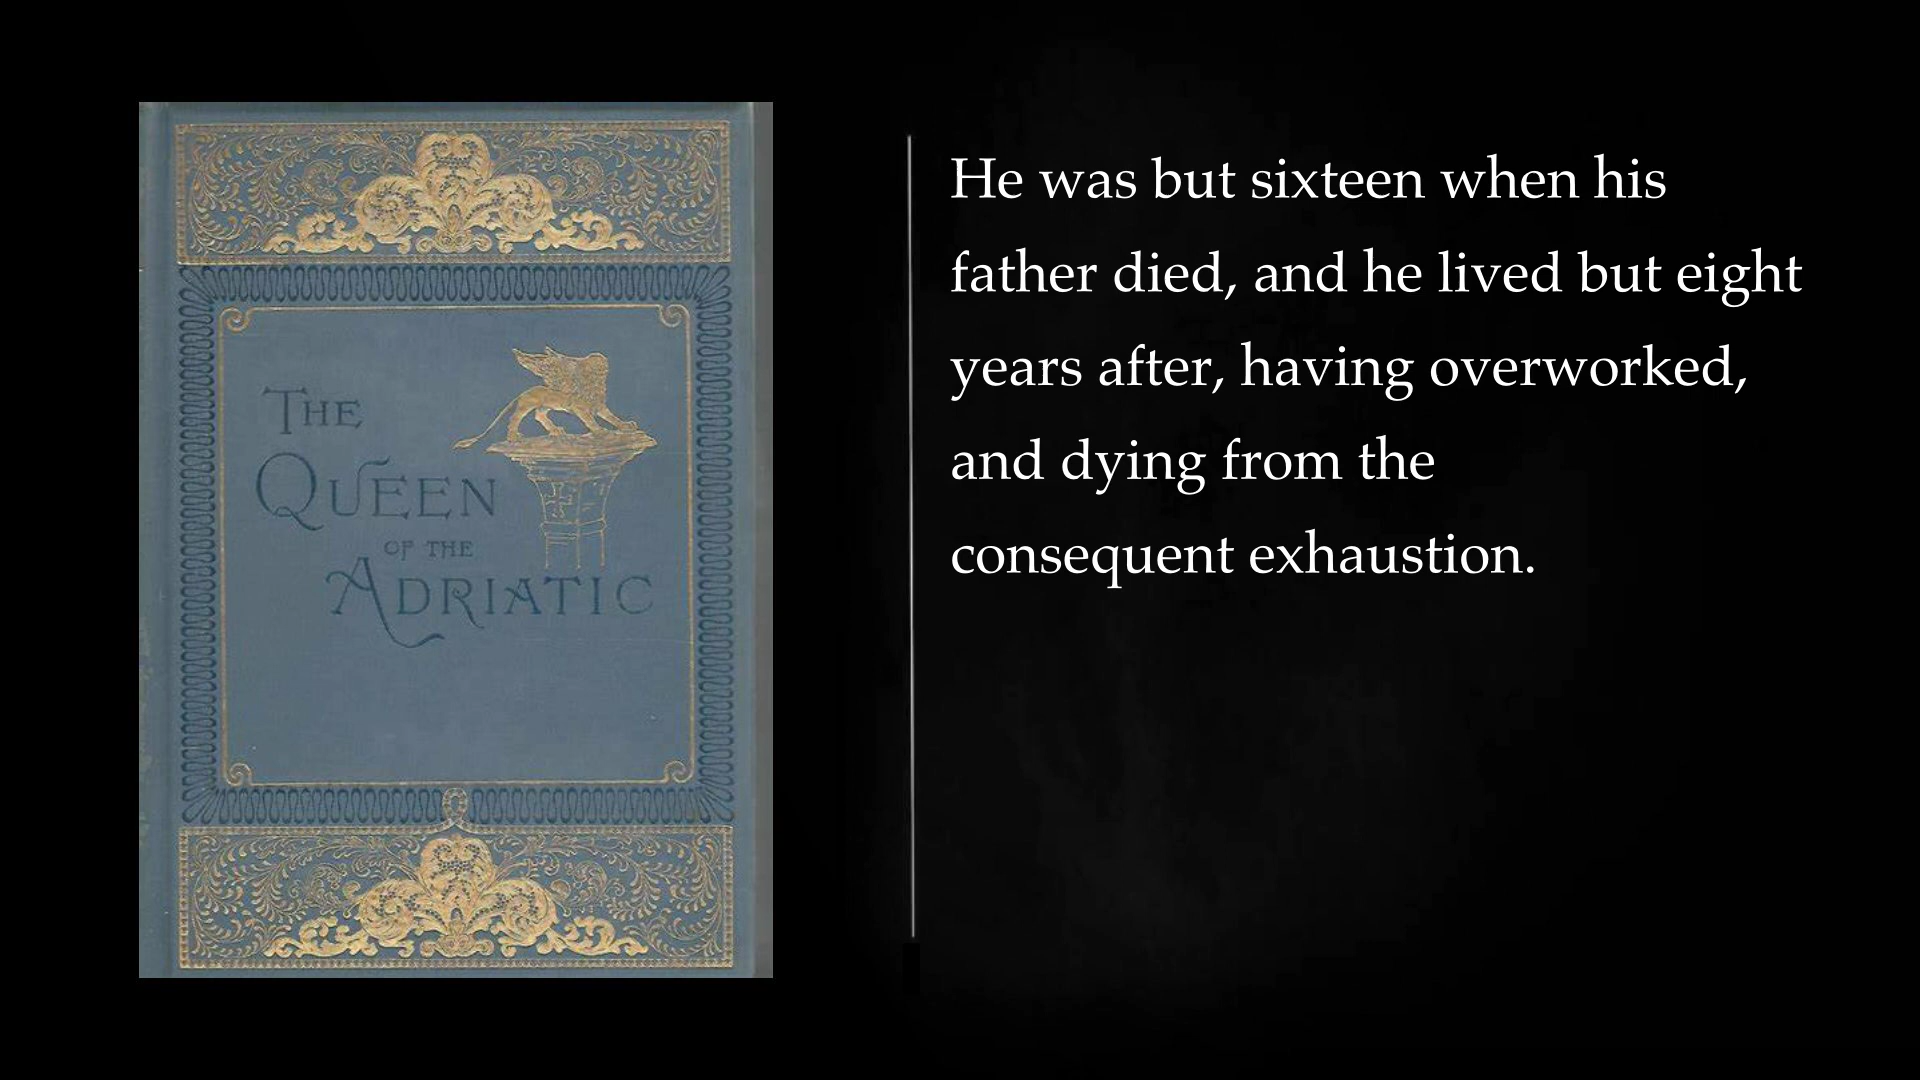 THE
QUEEN
OF THE
ADRIATIC
He was but sixteen when his
father died, and he lived but eight
years after, having overworked,
and dying from the
consequent exhaustion.